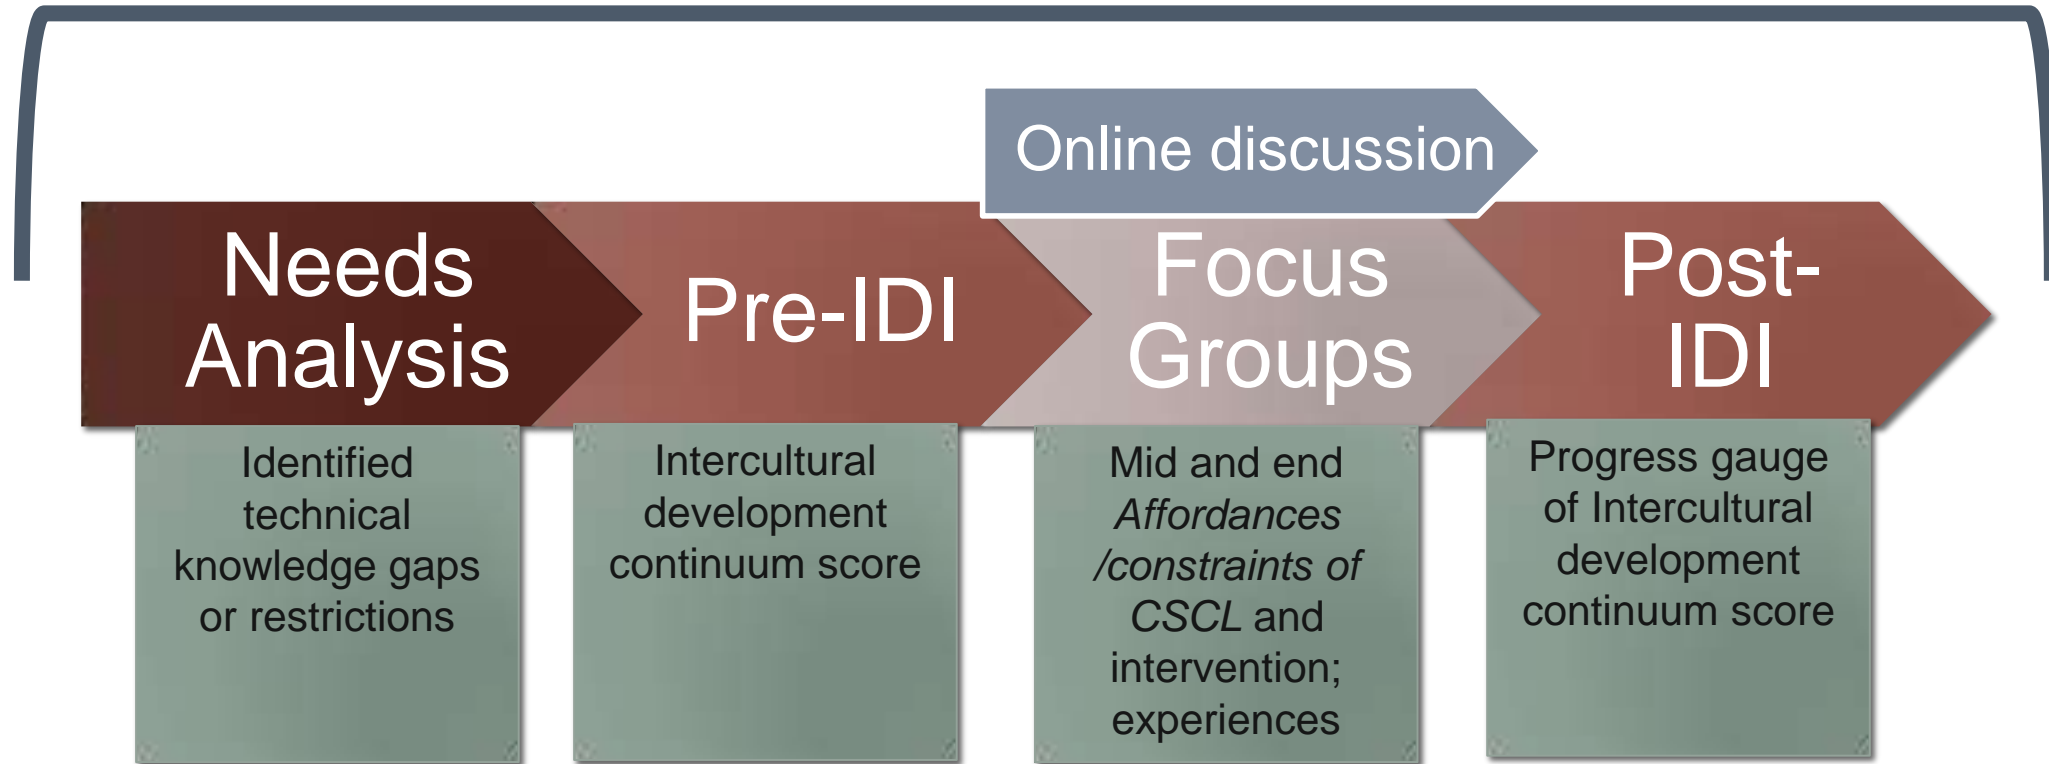 Online discussion
Needs
Analysis
Pre-IDI
Focus
Groups
Post-
IDI
Identified
technical
knowledge gaps
or restrictions
Intercultural
development
continuum score
Mid and end
Affordances
/constraints of
CSCL and
intervention;
experiences
Progress gauge
of Intercultural
development
continuum score